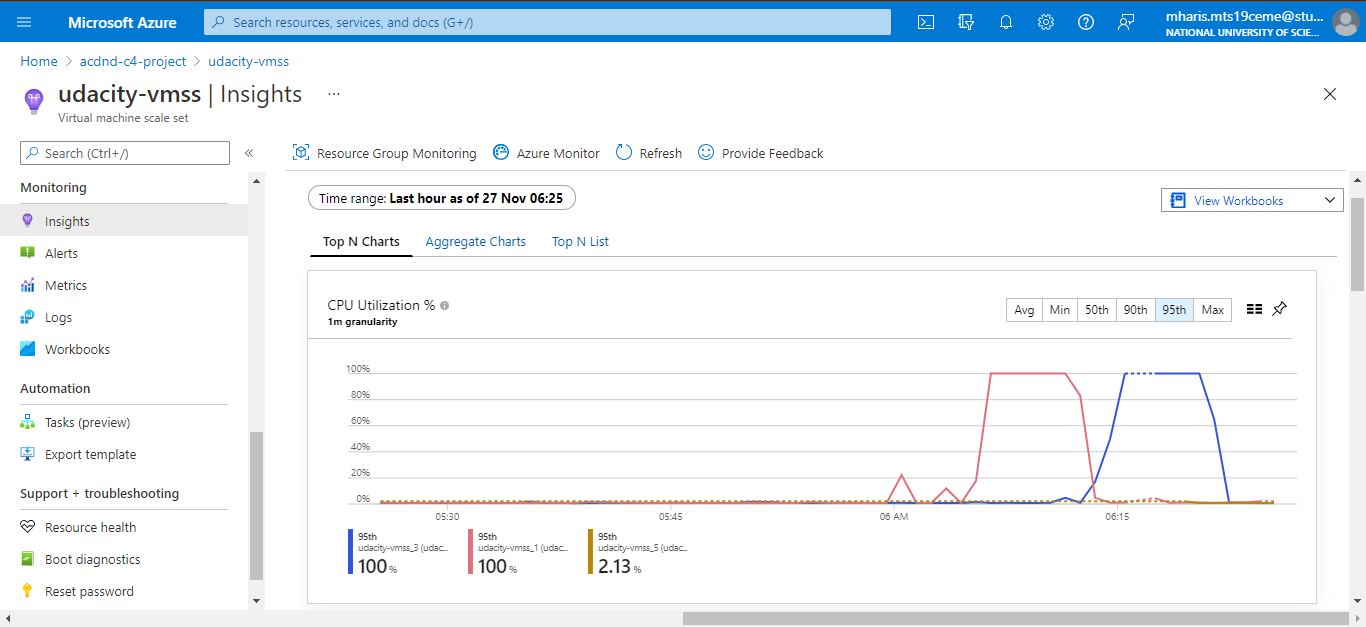 Microsoft Azure
Search resources, services, and docs (G+/)
mharis.mts19ceme@stu...
NATIONAL UNIVERSITY OF SCIE...
Home > acdnd-c4-project > udacity-vmss
udacity-vmss | Insights ...
Virtual machine scale set
Search (Ctrl+/) «
Monitoring
Insights
Alerts
Metrics
Logs
Workbooks
Automation
Tasks (preview)
Export template
Support + troubleshooting
Resource health
Boot diagnostics
Reset password
Resource Group Monitoring Azure Monitor Refresh Provide Feedback
Time range: Last hour as of 27 Nov 06:25
View Workbooks
Top N Charts Aggregate Charts Top N List
CPU Utilization %
1m granularity
Avg Min 50th 90th 95th Max
100%
80%
60%
40%
20%
0%
05:30 05:45 06 AM 06:15
95th
udacity-vmss_3 (udac...
100 %
95th
udacity-vmss_1 (udac...
100 %
95th
udacity-vmss_5 (udac...
2.13 %